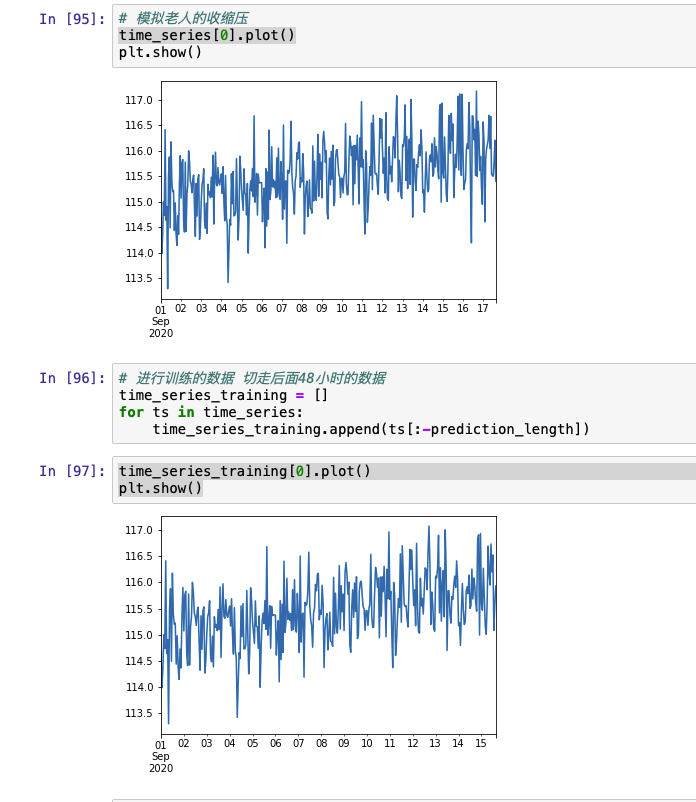 In [95]:
# 模拟老人的收缩压
time_series[0].plot()
plt.show()
117.0
116.5
116.0
115.5
115.0
114.5
114.0
113.5
01 02 03 04 05 06 07 08 09 10 11 12 13 14 15 16 17
Sep
2020
In [96]:
# 进行训练的数据 切走后面48小时的数据
time_series_training = []
for ts in time_series:
    time_series_training.append(ts[:-prediction_length])
In [97]:
time_series_training[0].plot()
plt.show()
117.0
116.5
116.0
115.5
115.0
114.5
114.0
113.5
01 02 03 04 05 06 07 08 09 10 11 12 13 14 15
Sep
2020